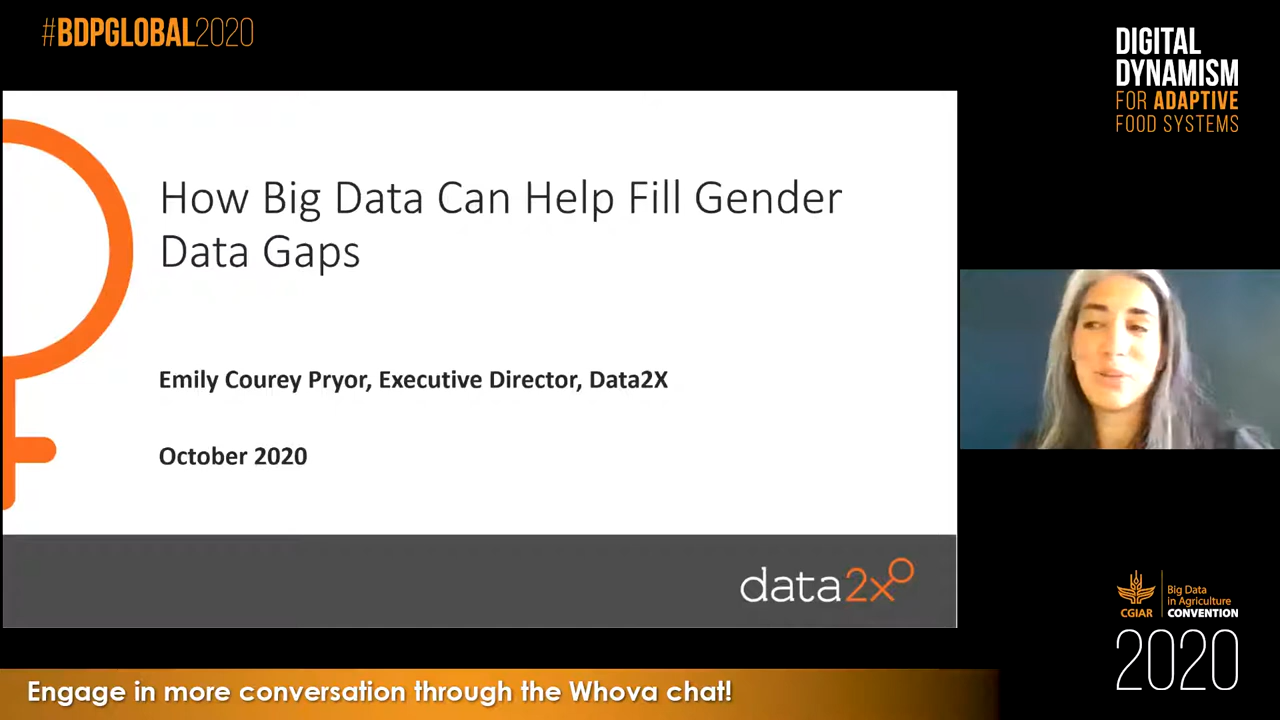 #BDPGLOBAL2020
DIGITAL
DYNAMISM
FOR ADAPTIVE
FOOD SYSTEMS
How Big Data Can Help Fill Gender
Data Gaps
Emily Courey Pryor, Executive Director, Data2X
October 2020
data2x
CGIAR
Big Data
in Agriculture
CONVENTION
2020
Engage in more conversation through the Whova chat!